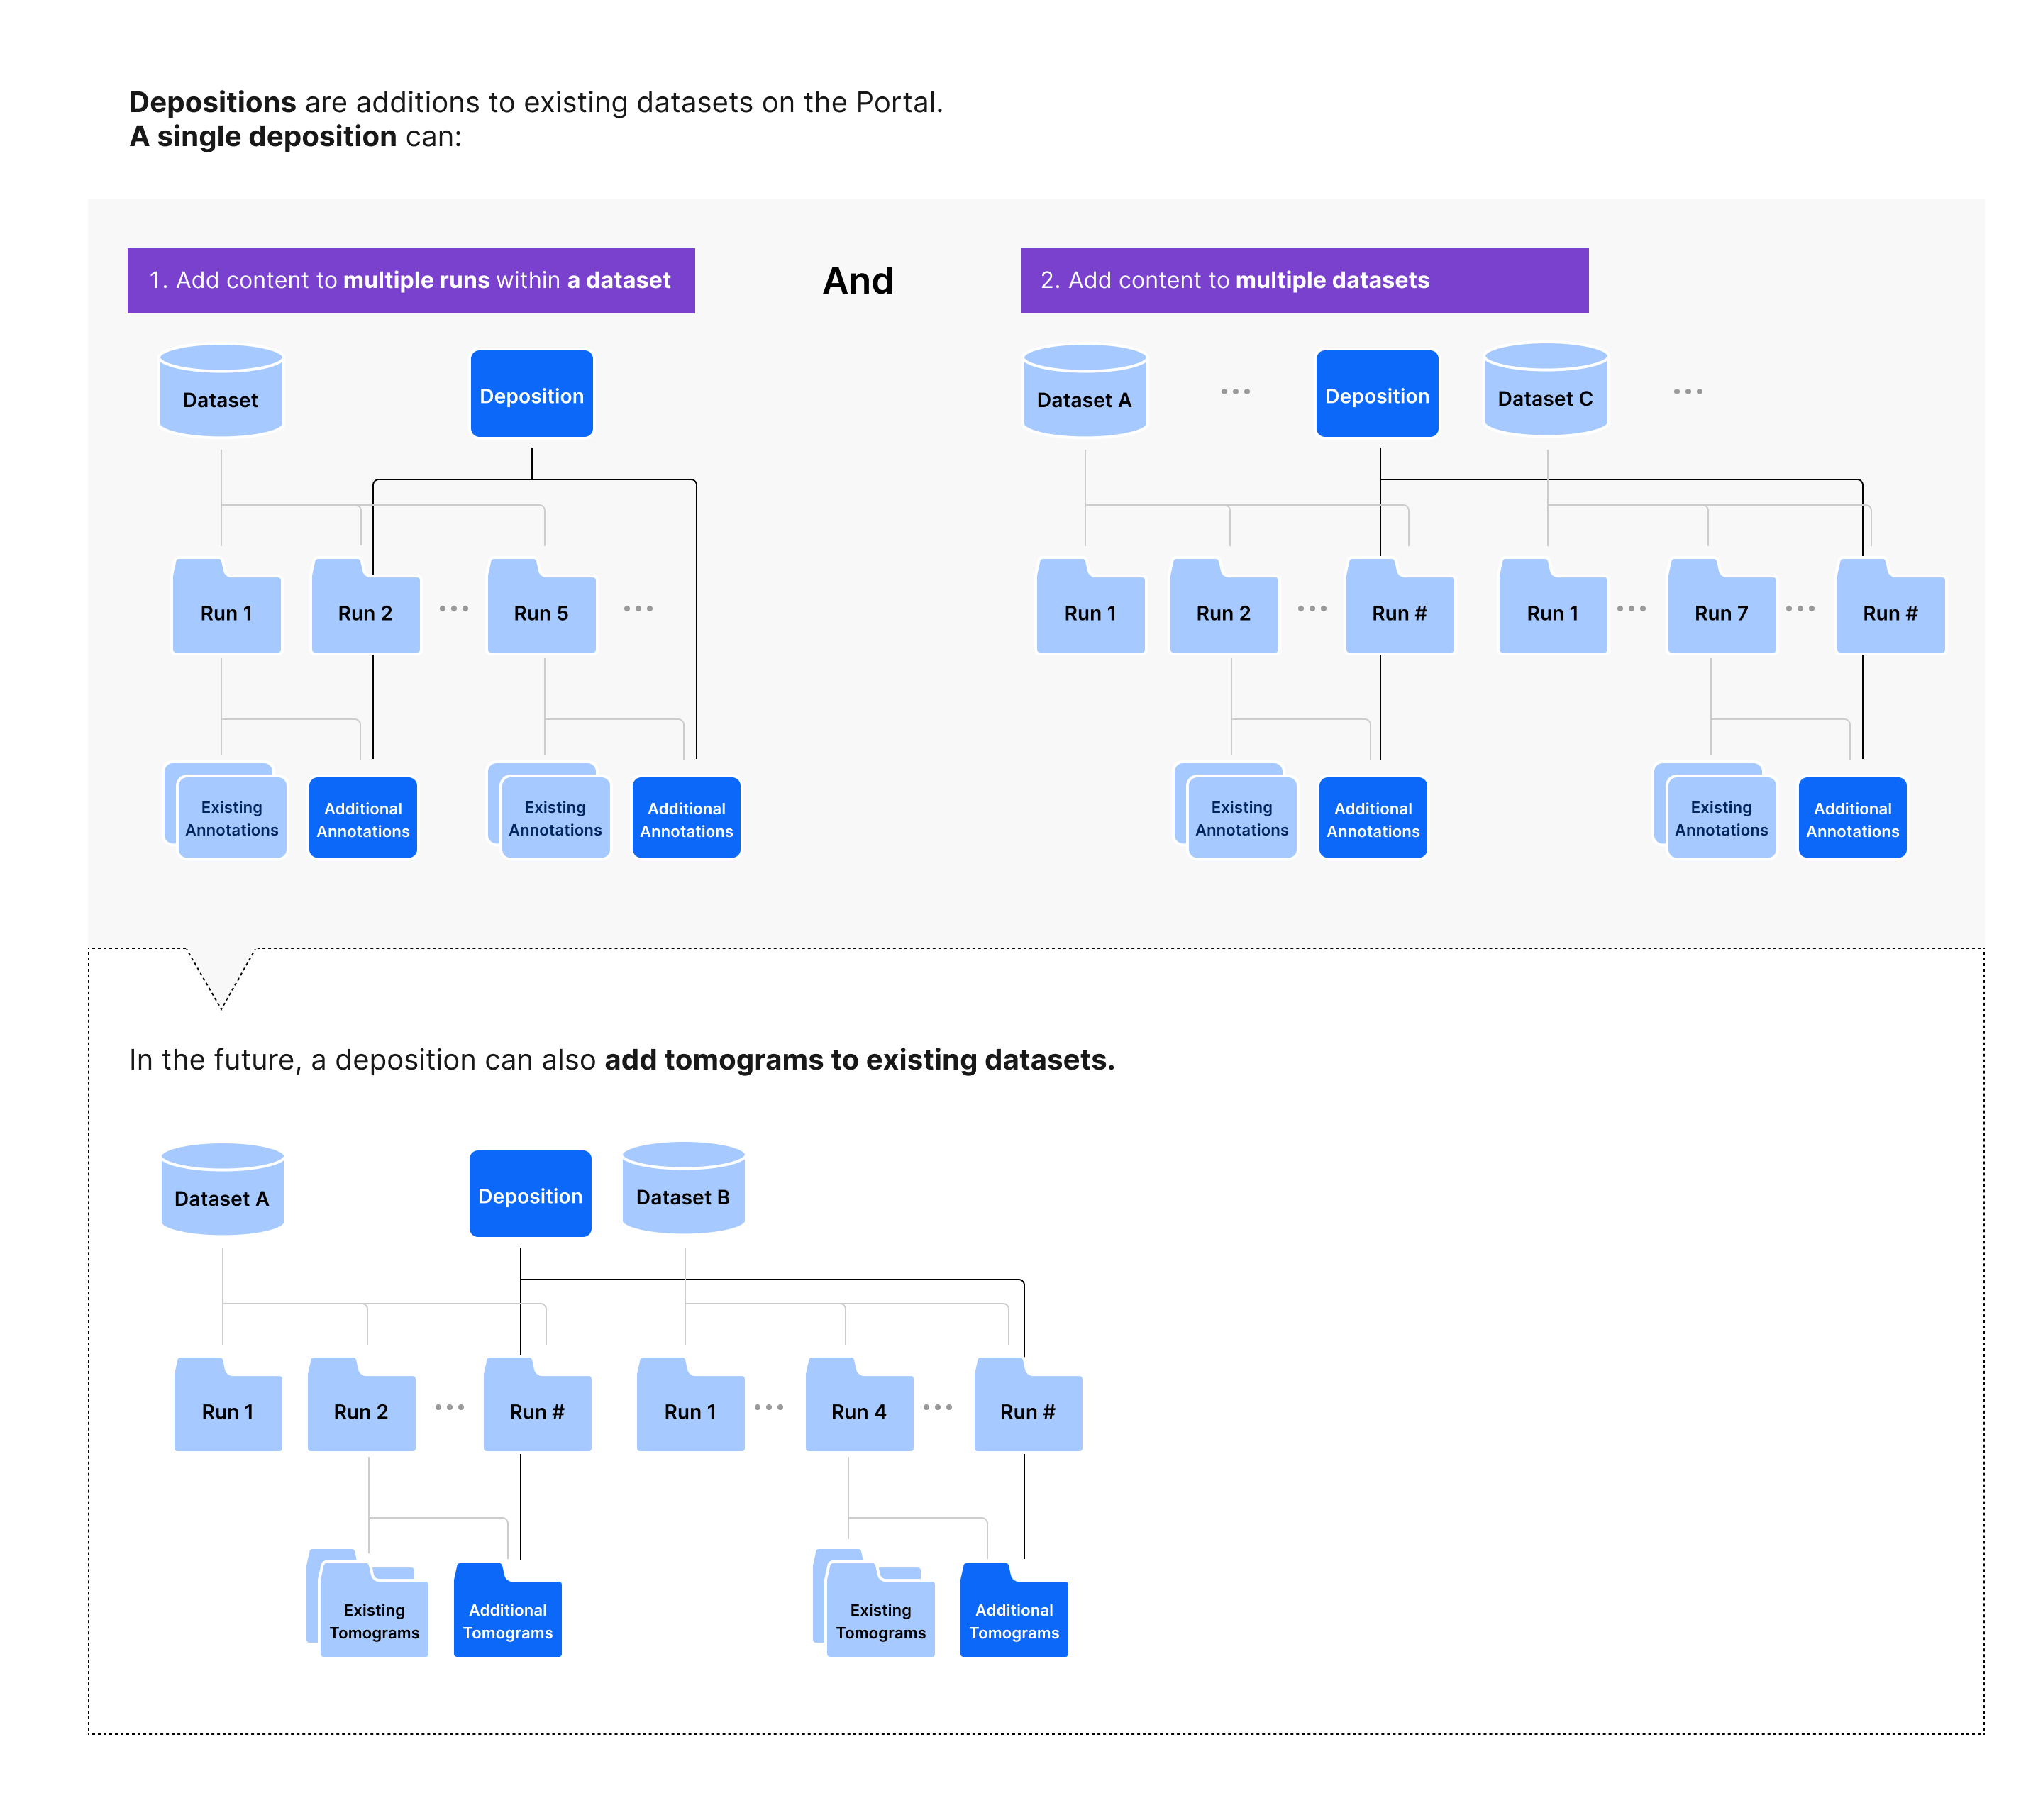 Depositions are additions to existing datasets on the Portal.
A single deposition can:
1. Add content to multiple runs within a dataset
And
2. Add content to multiple datasets
Dataset
Deposition
Dataset A
...
Deposition
Dataset C
...
Run 1
Run 2
...
Run 5
...
Run 1
Run 2
...
Run #
Run 1
...
Run 7
...
Run #
Existing
Annotations
Additional
Annotations
Existing
Annotations
Additional
Annotations
Existing
Annotations
Additional
Annotations
Existing
Annotations
Additional
Annotations
In the future, a deposition can also add tomograms to existing datasets.
Dataset A
Deposition
Dataset B
Run 1
Run 2
...
Run #
Run 1
...
Run 4
...
Run #
Existing
Tomograms
Additional
Tomograms
Existing
Tomograms
Additional
Tomograms